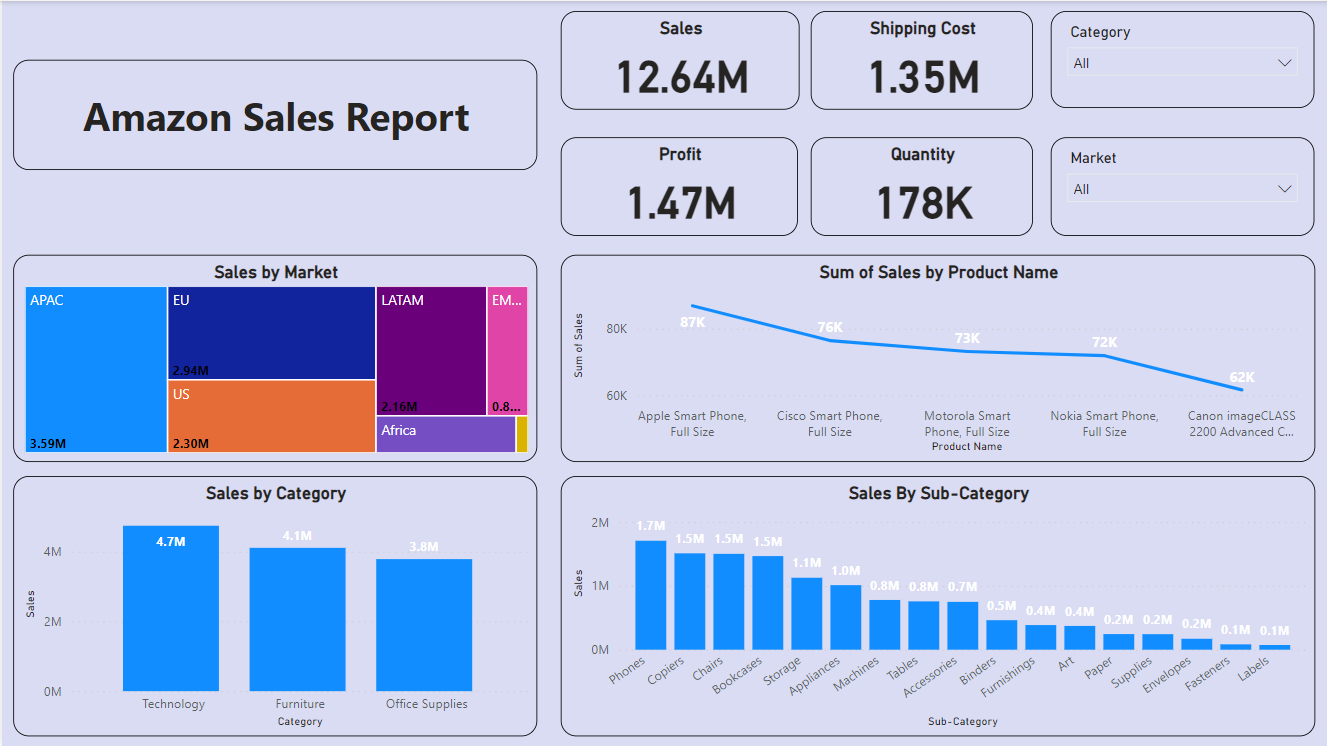 Amazon Sales Report
Sales
12.64M
Shipping Cost
1.35M
Category
All
Profit
1.47M
Quantity
178K
Market
All
Sales by Market
APAC
3.59M
EU
2.94M
US
2.30M
LATAM
2.16M
EM...
0.8...
Africa
Sum of Sales by Product Name
Sum of Sales
80K
60K
87K
76K
73K
72K
62K
Apple Smart Phone,
Full Size
Cisco Smart Phone,
Full Size
Motorola Smart
Phone, Full Size
Nokia Smart Phone,
Full Size
Canon imageCLASS
2200 Advanced C...
Product Name
Sales by Category
Sales
4M
2M
0M
4.7M
4.1M
3.8M
Technology
Furniture
Office Supplies
Category
Sales By Sub-Category
Sales
2M
1M
0M
1.7M
1.5M
1.5M
1.5M
1.1M
1.0M
0.8M
0.8M
0.7M
0.5M
0.4M
0.4M
0.2M
0.2M
0.2M
0.1M
0.1M
Phones
Copiers
Chairs
Bookcases
Storage
Appliances
Machines
Tables
Accessories
Binders
Furnishings
Art
Paper
Supplies
Envelopes
Fasteners
Labels
Sub-Category